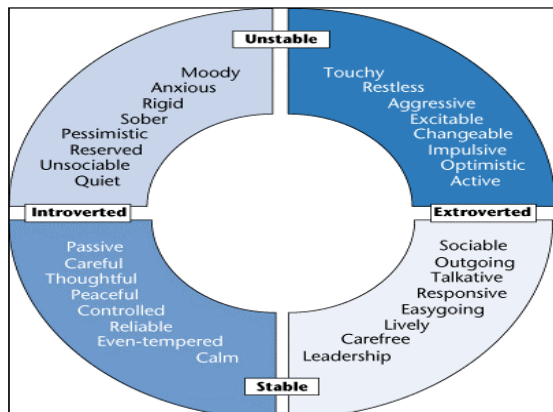 Unstable
Moody
Anxious
Rigid
Sober
Pessimistic
Reserved
Unsociable
Quiet
Touchy
Restless
Aggressive
Excitable
Changeable
Impulsive
Optimistic
Active
Introverted
Extroverted
Passive
Careful
Thoughtful
Peaceful
Controlled
Reliable
Even-tempered
Calm
Sociable
Outgoing
Talkative
Responsive
Easygoing
Lively
Carefree
Leadership
Stable